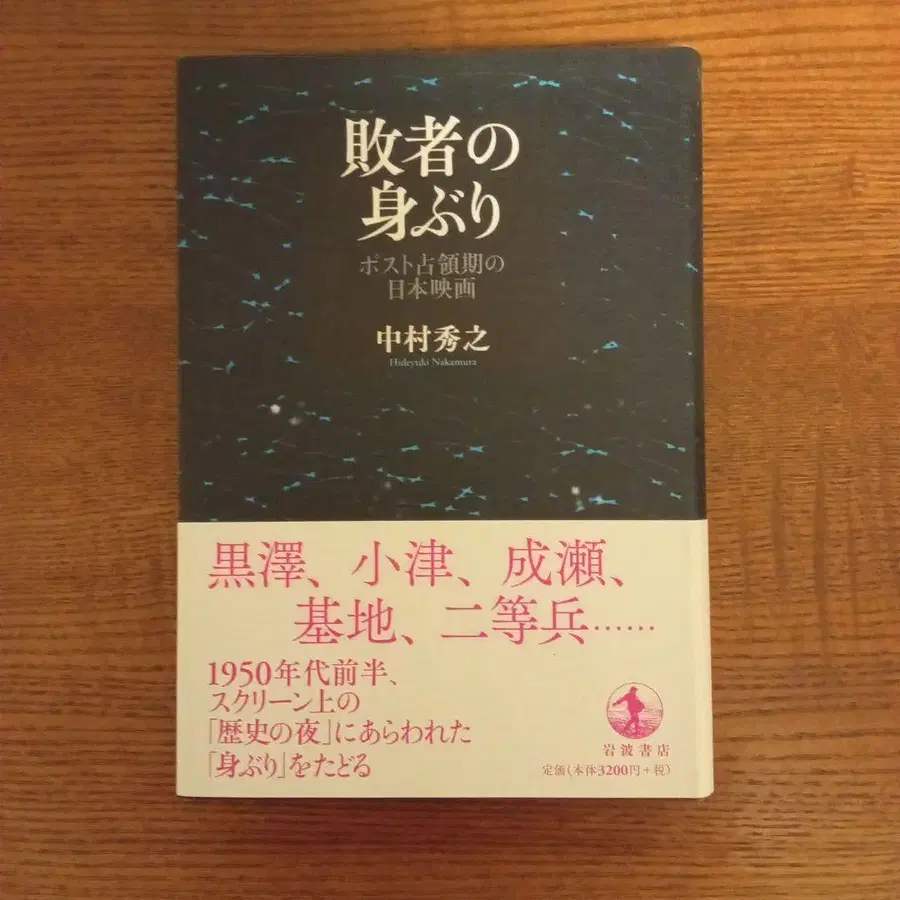 敗者の
身ぶり
ポスト占領期の
日本映画
中村秀之
Hideyuki Nakamura
黒澤、小津、成瀬、
基地、二等兵……
1950年代前半、
スクリーン上の
「歴史の夜」にあらわれた
「身ぶり」をたどる
岩波書店
定価(本体3200円+税)